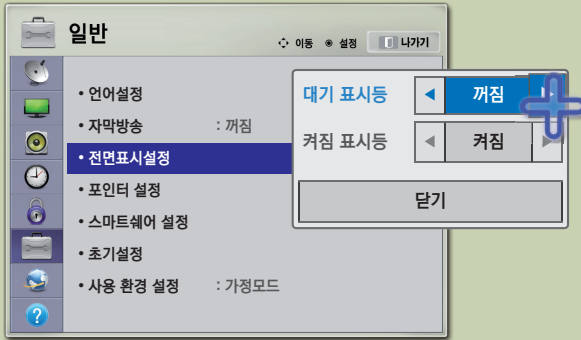 일반
이동 설정 나가기
• 언어설정
• 자막방송 : 꺼짐
• 전면표시설정
• 포인터 설정
• 스마트쉐어 설정
• 초기설정
• 사용 환경 설정 : 가정모드
?
대기 표시등 ◀ 꺼짐 ▶
켜짐 표시등 ◀ 켜짐 ▶
닫기